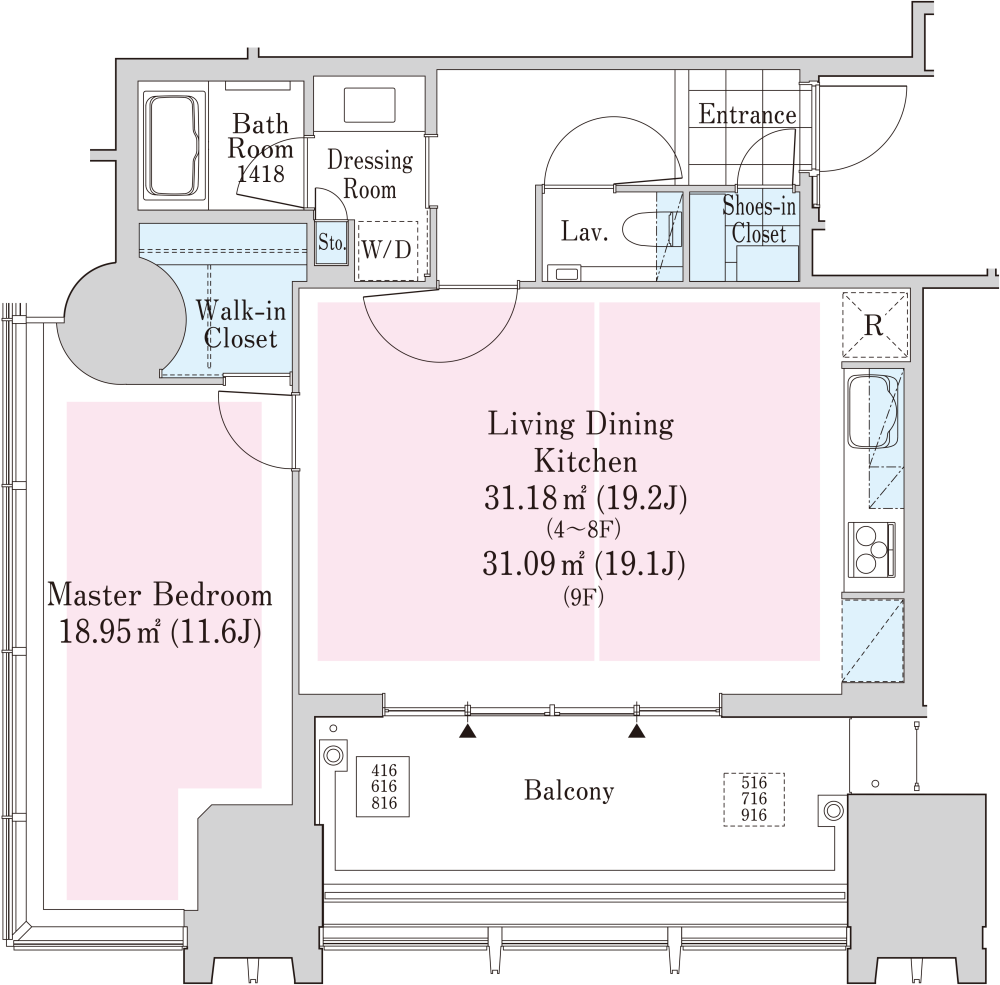 Bath
Room
1418
Dressing
Room
Entrance
Sto.
W/D
Lav.
Shoes-in
Closet
Walk-in
Closet
R
Living Dining
Kitchen
31.18㎡(19.2J)
(4〜8F)
31.09㎡(19.1J)
(9F)
Master Bedroom
18.95㎡(11.6J)
416
616
816
Balcony
516
716
916